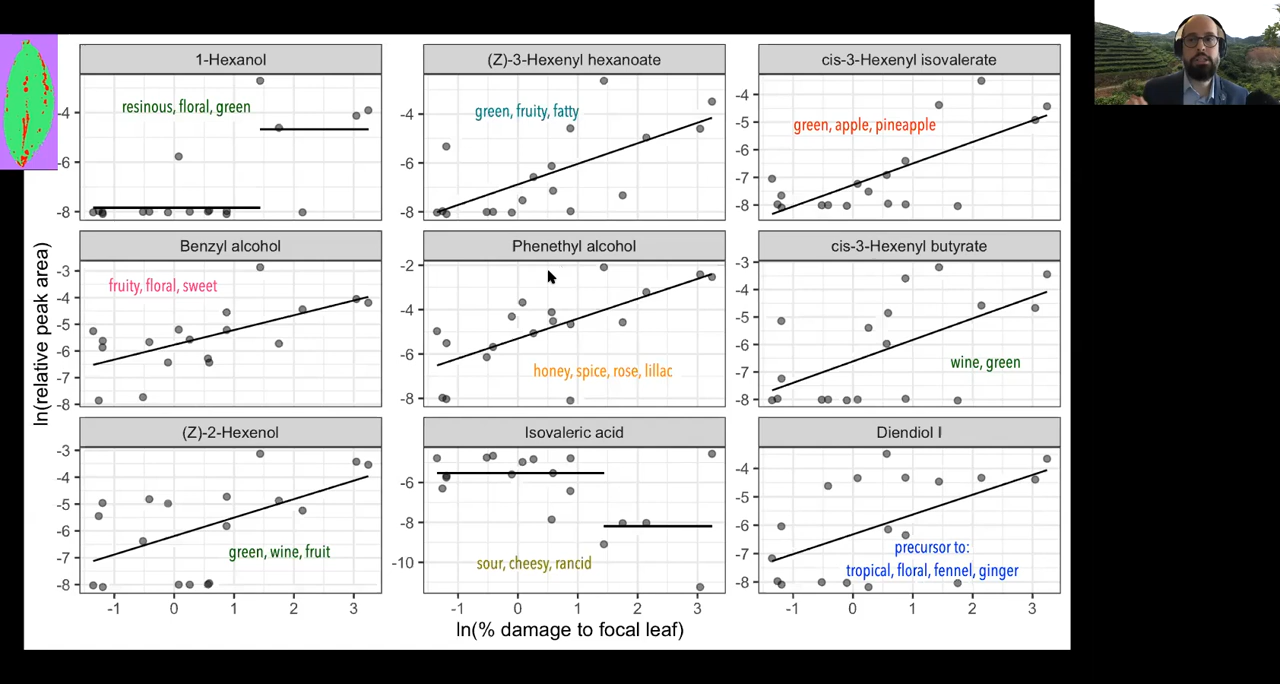 1-Hexanol
resinous, floral, green
-4
-6
-8
(Z)-3-Hexenyl hexanoate
green, fruity, fatty
-4
-6
-8
cis-3-Hexenyl isovalerate
green, apple, pineapple
-4
-5
-6
-7
-8
ln(relative peak area)
Benzyl alcohol
fruity, floral, sweet
-3
-4
-5
-6
-7
-8
Phenethyl alcohol
honey, spice, rose, lillac
-2
-4
-6
-8
cis-3-Hexenyl butyrate
wine, green
-3
-4
-5
-6
-7
-8
(Z)-2-Hexenol
green, wine, fruit
-3
-4
-5
-6
-7
-8
-1 0 1 2 3
Isovaleric acid
sour, cheesy, rancid
-6
-8
-10
-1 0 1 2 3
Diendiol I
precursor to:
tropical, floral, fennel, ginger
-4
-5
-6
-7
-8
-1 0 1 2 3
ln(% damage to focal leaf)